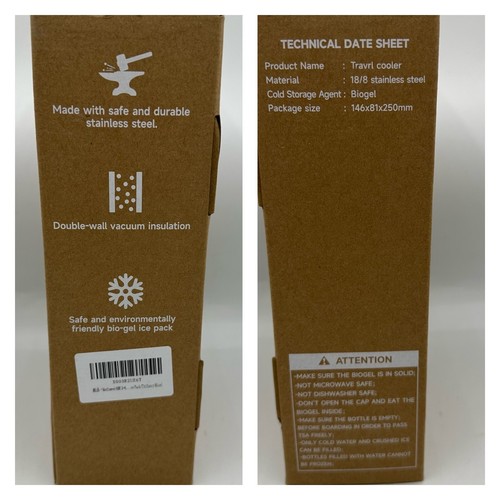 Made with safe and durable
stainless steel.
Double-wall vacuum insulation
Safe and environmentally
friendly bio-gel ice pack
TECHNICAL DATE SHEET
Product Name : Travrl cooler
Material : 18/8 stainless steel
Cold Storage Agent : Biogel
Package size : 146x81x250mm
ATTENTION
·MAKE SURE THE BIOGEL IS IN SOLID;
·NOT MICROWAVE SAFE;
·NOT DISHWASHER SAFE;
·DON'T OPEN THE CAP AND EAT THE
BIOGEL INSIDE;
·MAKE SURE THE BOTTLE IS EMPTY;
BEFORE BOARDING IN ORDER TO PASS
TSA FINELY;
·ONLY COLD WATER AND CRUSHED ICE
CAN BE FILLED;
·BOTTLES FILLED WITH WATER CANNOT
BE FROZEN;